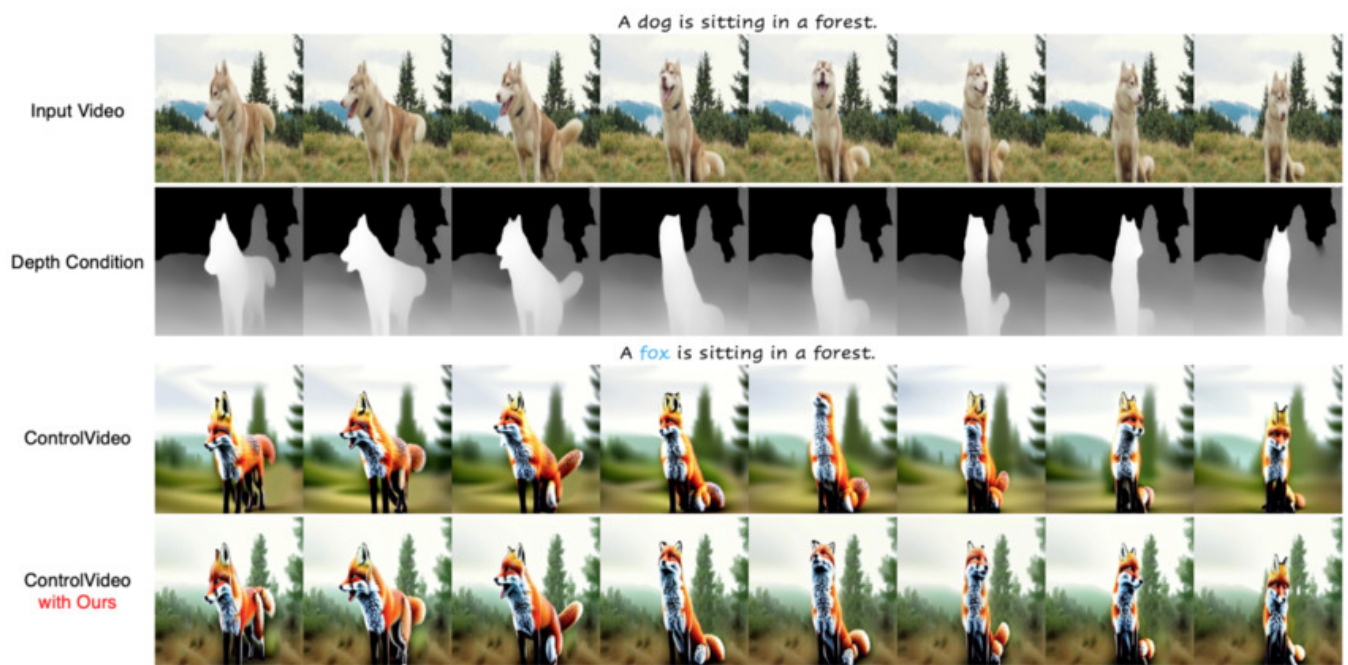 A dog is sitting in a forest.
Input Video
Depth Condition
A fox is sitting in a forest.
ControlVideo
ControlVideo
with Ours